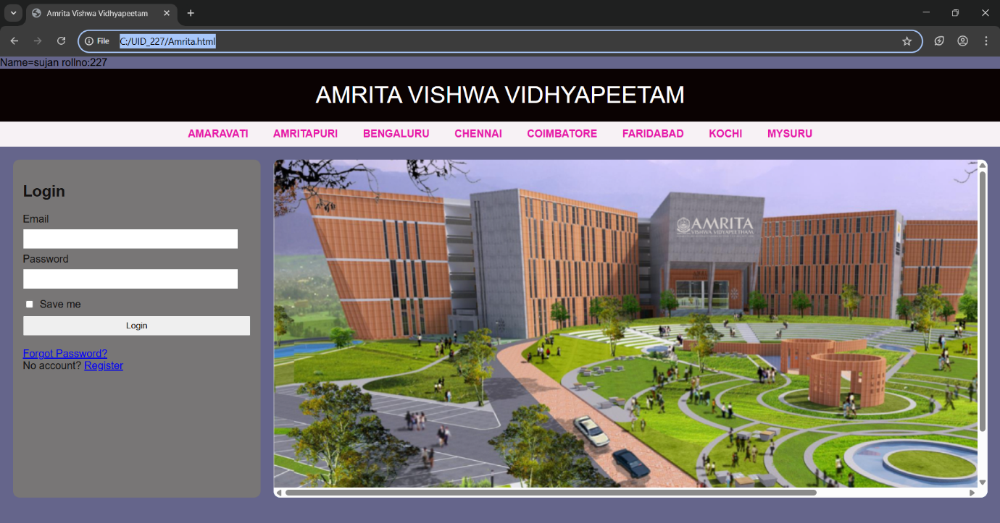 Amrita Vishwa Vidhyapeetam
File C:/UID_227/Amrita.html
Name=sujan rollno:227
AMRITA VISHWA VIDHYAPEETAM
AMARAVATI AMRITAPURI BENGALURU CHENNAI COIMBATORE FARIDABAD KOCHI MYSURU
Login
Email
Password
Save me
Login
Forgot Password?
No account? Register
AMRITA
VISHWA VIDYAPEETHAM